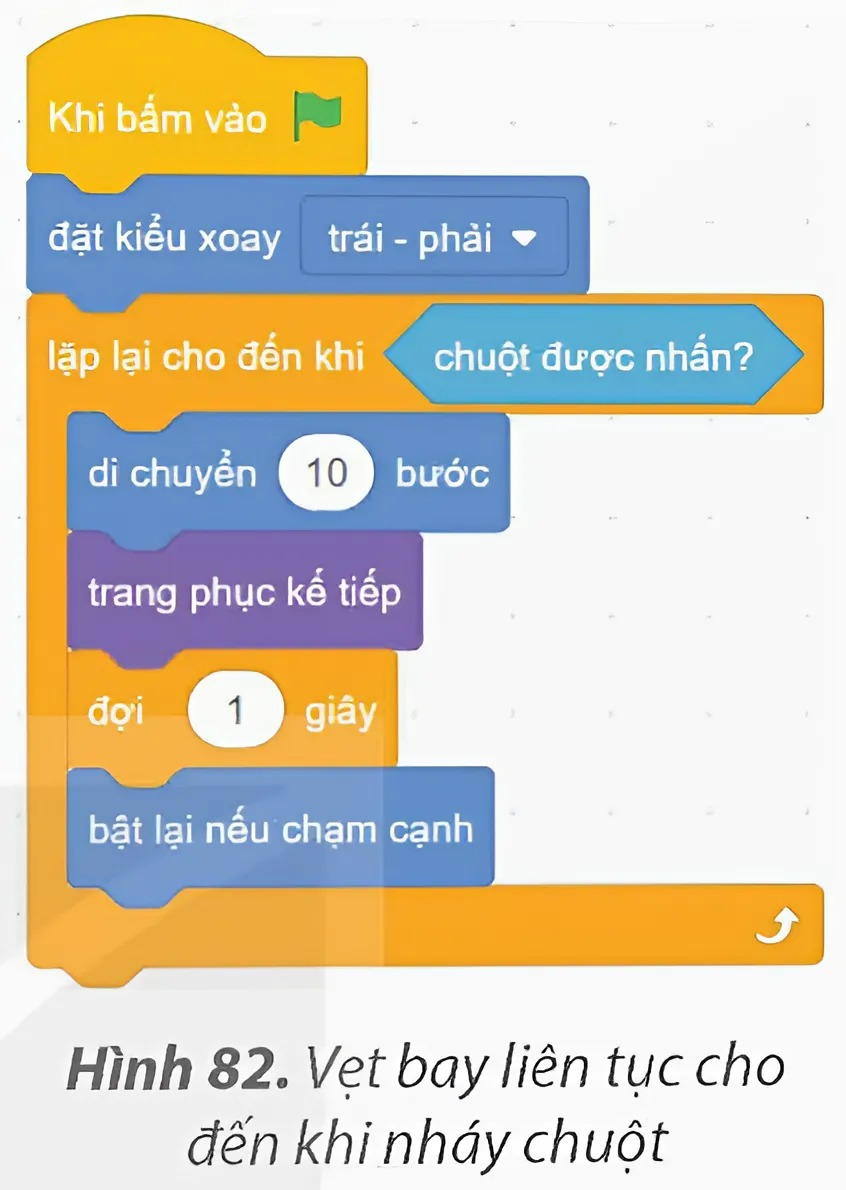 Khi bấm vào
đặt kiểu xoay trái - phải
lặp lại cho đến khi chuột được nhấn?
di chuyển 10 bước
trang phục kế tiếp
đợi 1 giây
bật lại nếu chạm cạnh
Hình 82. Vẹt bay liên tục cho
đến khi nháy chuột